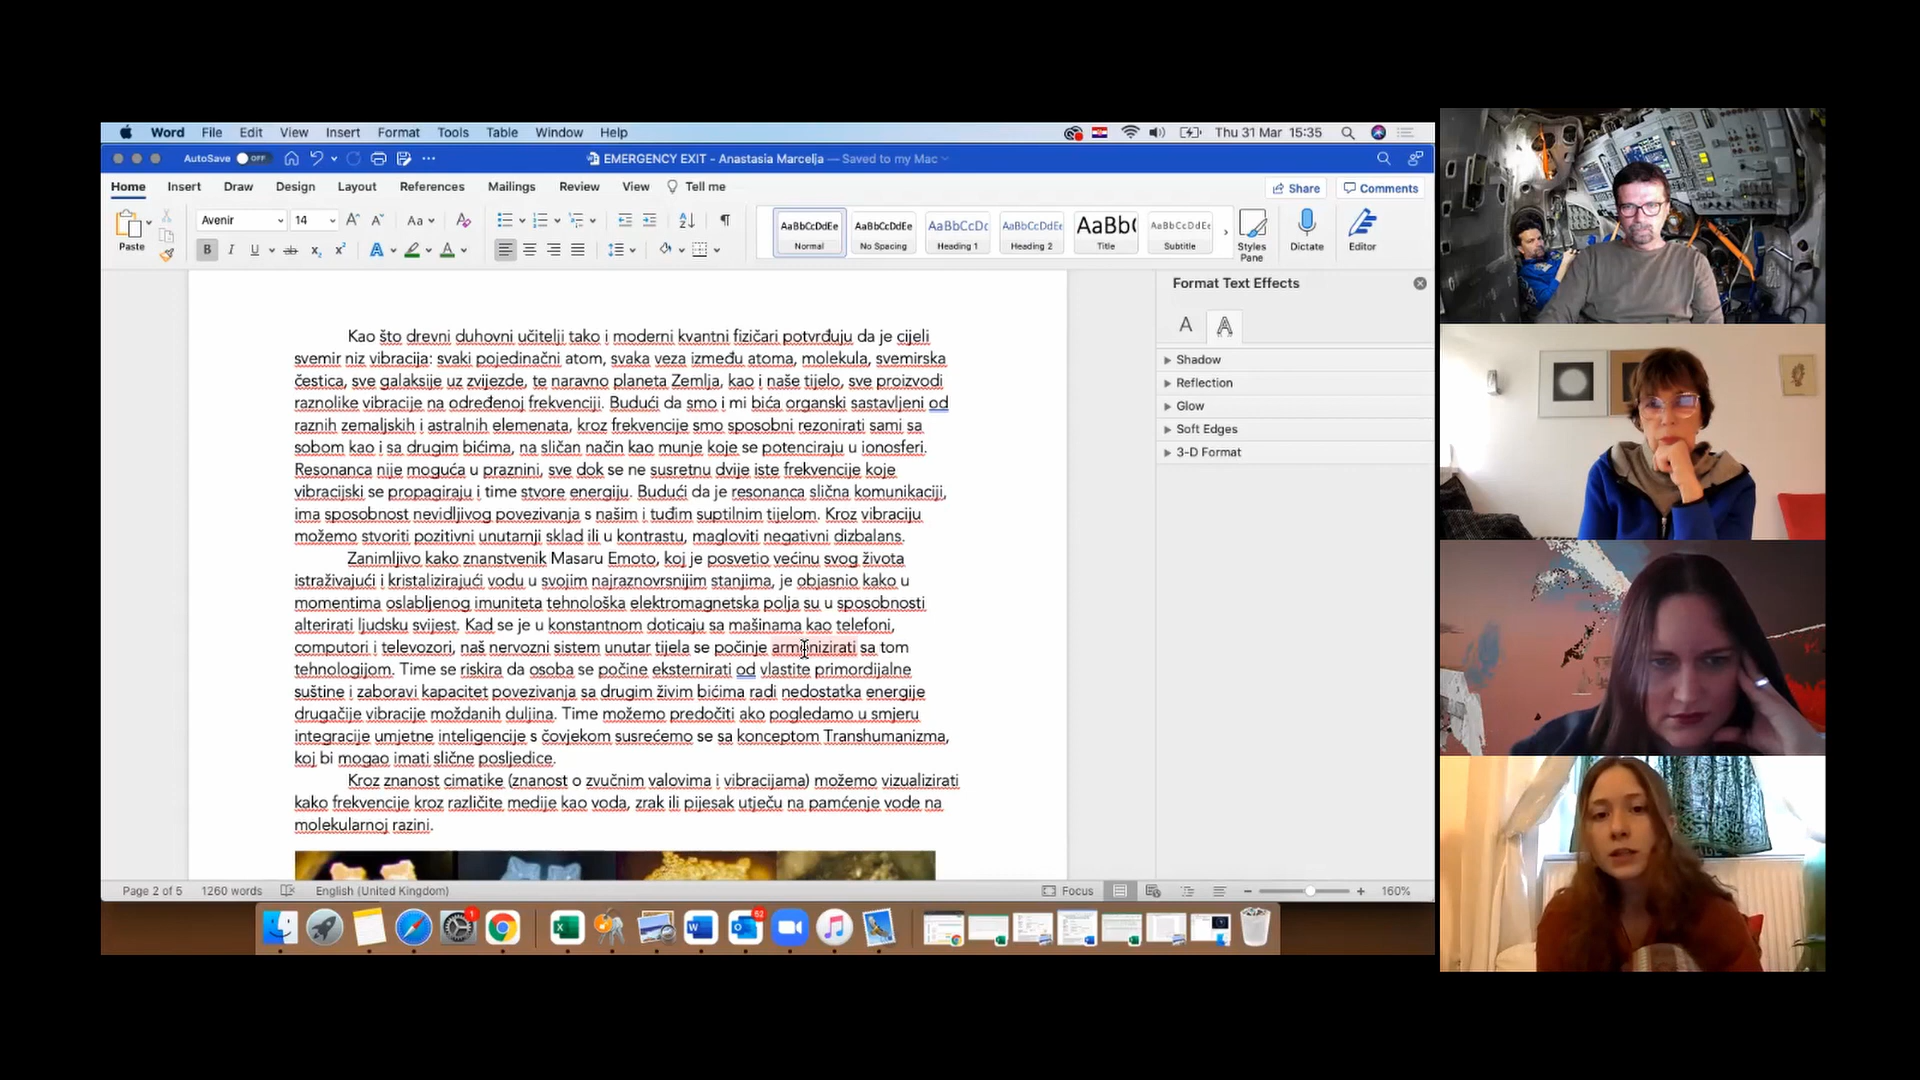 Word File Edit View Insert Format Tools Table Window Help Thu 31 Mar 15:35
AutoSave OFF EMERGENCY EXIT - Anastasia Marcelja — Saved to my Mac
Home Insert Draw Design Layout References Mailings Review View Tell me Share Comments
Paste Avenir 14 Aa
AaBbCcDdEe AaBbCcDdEe AaBbCcDc AaBbCcDdEe AaBb( AaBbCcDdEe
Normal No Spacing Heading 1 Heading 2 Title Subtitle
Styles Pane Dictate Editor
Format Text Effects
Shadow
Reflection
Glow
Soft Edges
3-D Format
Kao što drevni duhovni učitelji tako i moderni kvantni fizičari potvrđuju da je cijeli
svemir niz vibracija: svaki pojedinačni atom, svaka veza između atoma, molekula, svemirska
čestica, sve galaksije uz zvijezde, te naravno planeta Zemlja, kao i naše tijelo, sve proizvodi
raznolike vibracije na određenoj frekvenciji. Budući da smo i mi bića organski sastavljeni od
raznih zemaljskih i astralnih elemenata, kroz frekvencije smo sposobni rezonirati sami sa
sobom kao i sa drugim bićima, na sličan način kao munje koje se potenciraju u ionosferi.
Resonanca nije moguća u praznini, sve dok se ne susretnu dvije iste frekvencije koje
vibracijski se propagiraju i time stvore energiju. Budući da je resonanca slična komunikaciji,
ima sposobnost nevidljivog povezivanja s našim i tuđim suptilnim tijelom. Kroz vibraciju
možemo stvoriti pozitivni unutarnji sklad ili u kontrastu, magloviti negativni dizbalans.
Zanimljivo kako znanstvenik Masaru Emoto, koj je posvetio većinu svog života
istraživajući i kristalizirajući vodu u svojim najraznovrsnijim stanjima, je objasnio kako u
momentima oslabljenog imuniteta tehnološka elektromagnetska polja su u sposobnosti
alterirati ljudsku svijest. Kad se je u konstantnom doticaju sa mašinama kao telefoni,
computori i televozori, naš nervozni sistem unutar tijela se počinje armonizirati sa tom
tehnologijom. Time se riskira da osoba se počine eksternirati od vlastite primordijalne
suštine i zaboravi kapacitet povezivanja sa drugim živim bićima radi nedostatka energije
drugačije vibracije moždanih duljina. Time možemo predočiti ako pogledamo u smjeru
integracije umjetne inteligencije s čovjekom susrećemo se sa konceptom Transhumanizma,
koj bi mogao imati slične posljedice.
Kroz znanost cimatike (znanost o zvučnim valovima i vibracijama) možemo vizualizirati
kako frekvencije kroz različite medije kao voda, zrak ili pijesak utječu na pamćenje vode na
molekularnoj razini.
Page 2 of 5 1260 words English (United Kingdom) Focus 160%
1 52